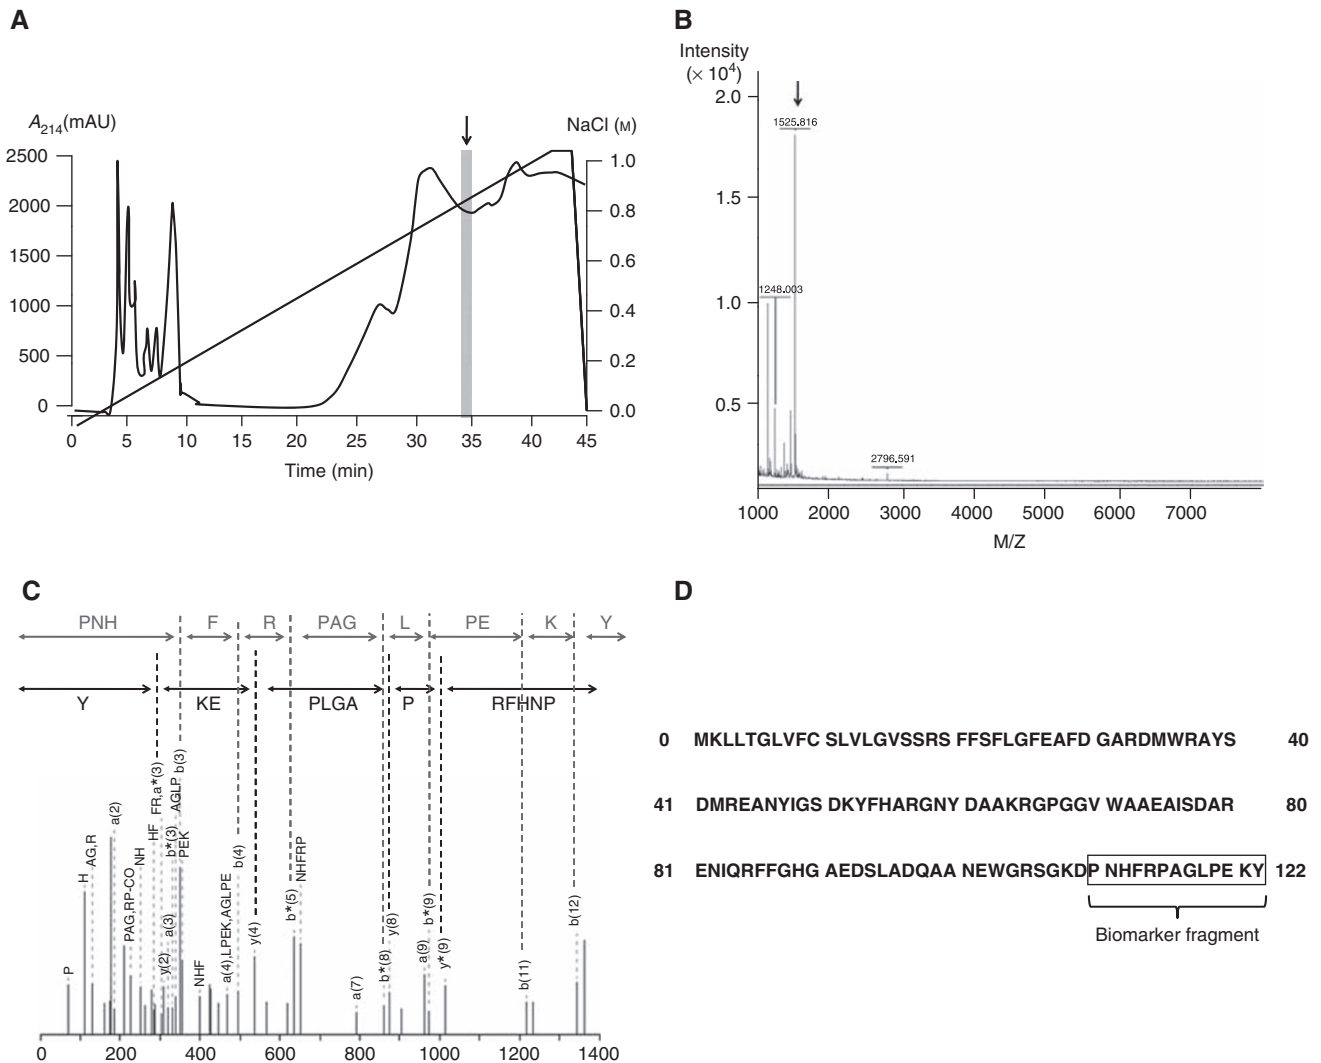 A
A214(mAU)
NaCl (M)
2500
2000
1500
1000
500
0
1.0
0.8
0.6
0.4
0.2
0.0
0 5 10 15 20 25 30 35 40 45
Time (min)
B
Intensity
(× 10⁴)
2.0
1.5
1.0
0.5
1525.816
1248.003
2796.591
1000 2000 3000 4000 5000 6000 7000
M/Z
C
PNH F R PAG L PE K Y
Y KE PLGA P RFHNP
P
H
AG,R
a(2)
PAG,RP-CO
NH
HF
FR,a*(3)
y(2)
a(3)
b*(3)
AGLP
b(3)
PEK
NHF
a(4),LPEK,AGLPE
b(4)
y(4)
b*(5)
NHFRP
a(7)
b*(8)
y(8)
a(9)
b*(9)
y*(9)
b(11)
b(12)
0 200 400 600 800 1000 1200 1400
D
0 MKLLTGLVFC SLVLGVSSRS FFSFLGFEAFD GARDMWRAYS 40
41 DMREANYIGS DKYFHARGNY DAAKRGPGGV WAAEAISDAR 80
81 ENIQRFFGHG AEDSLADQAA NEWGRSGKDP NHFRPAGLPE KY 122
Biomarker fragment